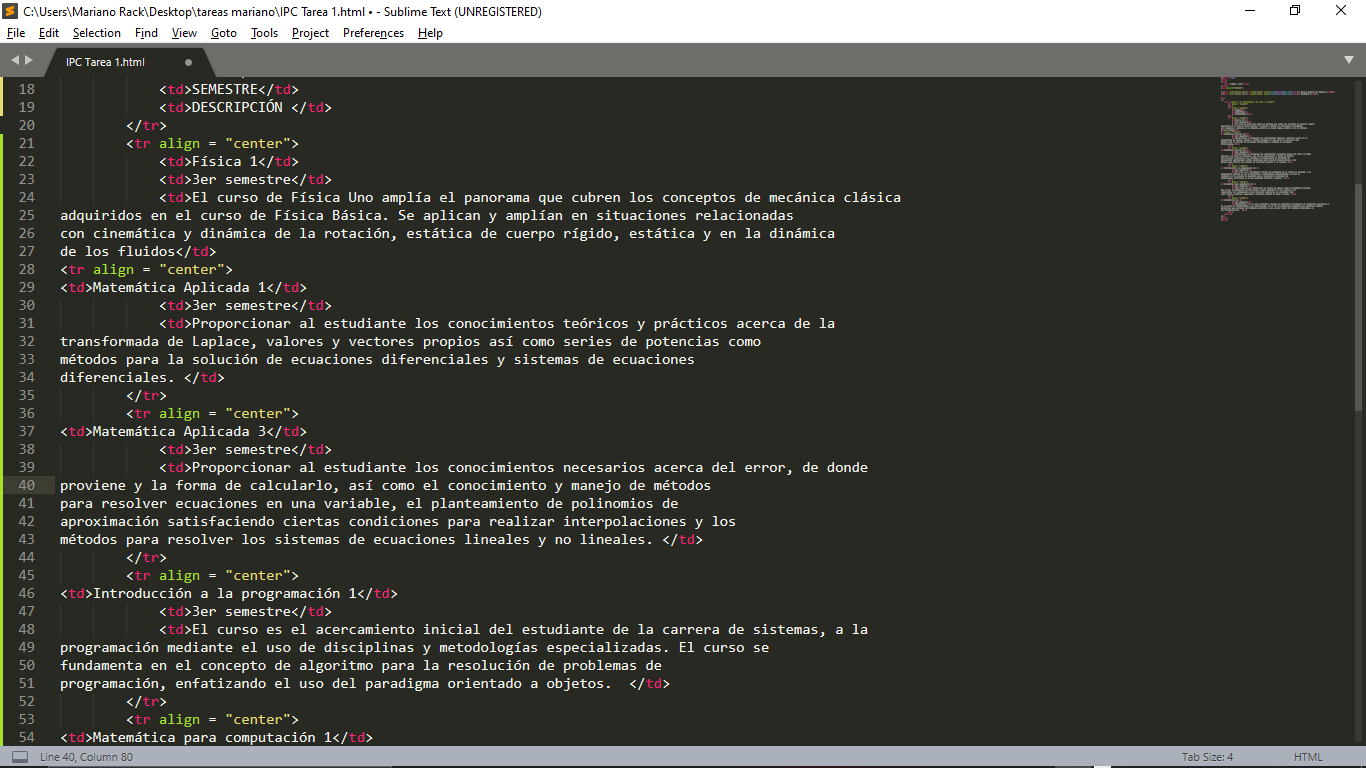 C:\Users\Mariano Rack\Desktop\tareas mariano\IPC Tarea 1.html • - Sublime Text (UNREGISTERED)
File Edit Selection Find View Goto Tools Project Preferences Help
IPC Tarea 1.html
18 <td>SEMESTRE</td>
19 <td>DESCRIPCIÓN </td>
20 </tr>
21 <tr align = "center">
22 <td>Física 1</td>
23 <td>3er semestre</td>
24 <td>El curso de Física Uno amplía el panorama que cubren los conceptos de mecánica clásica
25 adquiridos en el curso de Física Básica. Se aplican y amplían en situaciones relacionadas
26 con cinemática y dinámica de la rotación, estática de cuerpo rígido, estática y en la dinámica
27 de los fluidos</td>
28 <tr align = "center">
29 <td>Matemática Aplicada 1</td>
30 <td>3er semestre</td>
31 <td>Proporcionar al estudiante los conocimientos teóricos y prácticos acerca de la
32 transformada de Laplace, valores y vectores propios así como series de potencias como
33 métodos para la solución de ecuaciones diferenciales y sistemas de ecuaciones
34 diferenciales. </td>
35 </tr>
36 <tr align = "center">
37 <td>Matemática Aplicada 3</td>
38 <td>3er semestre</td>
39 <td>Proporcionar al estudiante los conocimientos necesarios acerca del error, de donde
40 proviene y la forma de calcularlo, así como el conocimiento y manejo de métodos
41 para resolver ecuaciones en una variable, el planteamiento de polinomios de
42 aproximación satisfaciendo ciertas condiciones para realizar interpolaciones y los
43 métodos para resolver los sistemas de ecuaciones lineales y no lineales. </td>
44 </tr>
45 <tr align = "center">
46 <td>Introducción a la programación 1</td>
47 <td>3er semestre</td>
48 <td>El curso es el acercamiento inicial del estudiante de la carrera de sistemas, a la
49 programación mediante el uso de disciplinas y metodologías especializadas. El curso se
50 fundamenta en el concepto de algoritmo para la resolución de problemas de
51 programación, enfatizando el uso del paradigma orientado a objetos.  </td>
52 </tr>
53 <tr align = "center">
54 <td>Matemática para computación 1</td>
Line 40, Column 80 Tab Size: 4 HTML